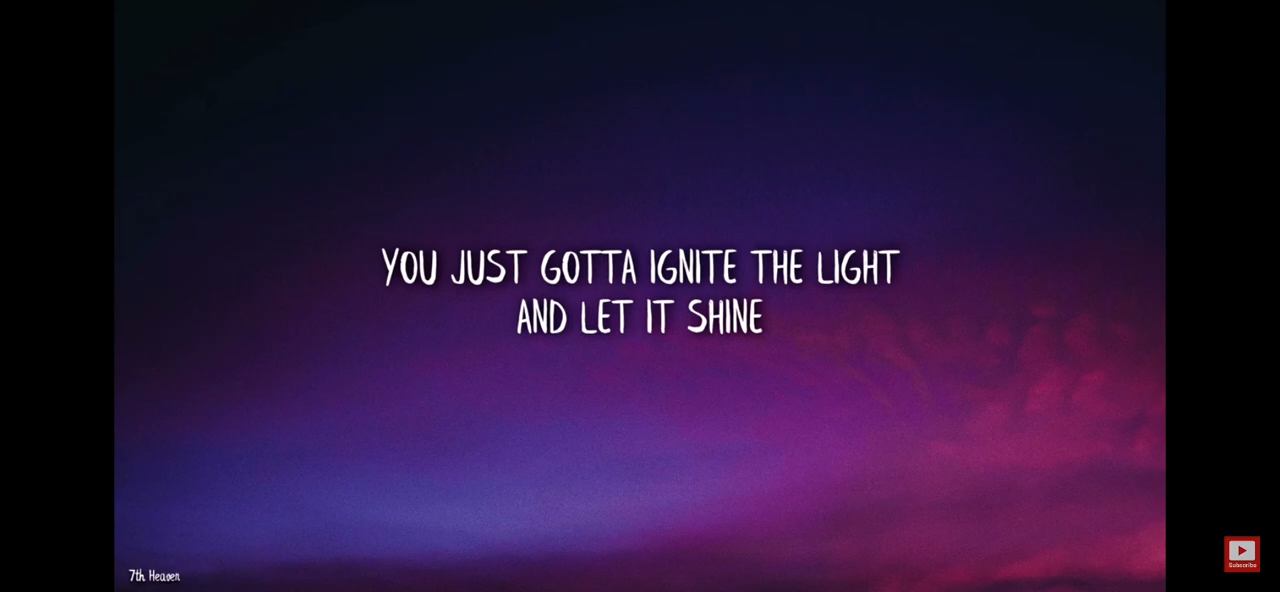 YOU JUST GOTTA IGNITE THE LIGHT
AND LET IT SHINE
7th Heaven
Subscribe